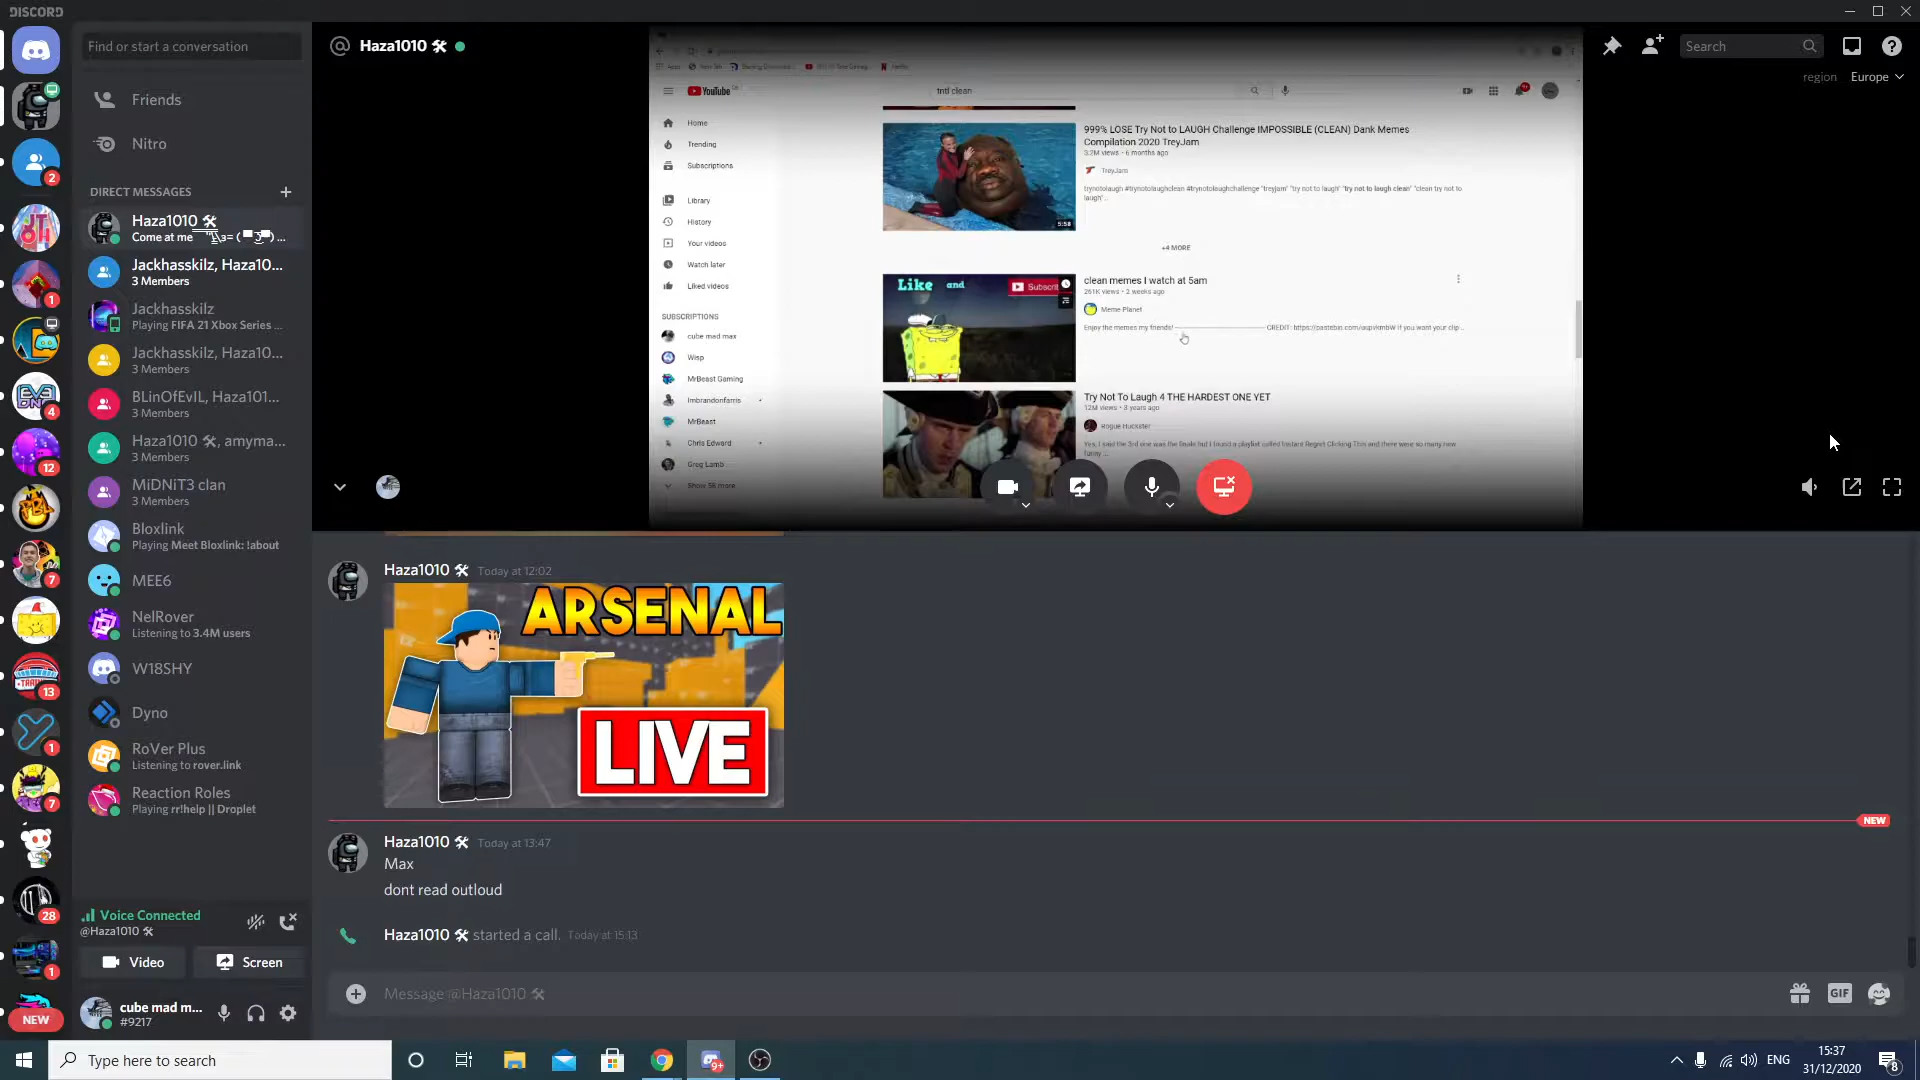 DISCORD
Find or start a conversation
Friends
Nitro
DIRECT MESSAGES
Haza1010
Come at me
Jackhasskilz, Haza10...
3 Members
Jackhasskilz
Playing FIFA 21 Xbox Series ...
Jackhasskilz, Haza10...
3 Members
BLinOfEvIL, Haza101...
3 Members
Haza1010 🛠, amyma...
3 Members
MiDNiT3 clan
3 Members
Bloxlink
Playing Meet Bloxlink: !about
MEE6
NelRover
Listening to 3.4M users
W18SHY
Dyno
RoVer Plus
Listening to rover.link
Reaction Roles
Playing rr!help || Droplet
Voice Connected
@Haza1010 🛠
Video
Screen
cube mad m...
#9217
2
1
4
12
7
13
1
7
28
1
NEW
Haza1010 🛠
Search
region Europe
YouTube
tntl clean
Home
Trending
Subscriptions
Library
History
Your videos
Watch later
Liked videos
SUBSCRIPTIONS
cube mad max
Wisp
MrBeast Gaming
Imbrandonfarris
MrBeast
Chris Edward
Greg Lamb
Show 58 more
5:58
999% LOSE Try Not to LAUGH Challenge IMPOSSIBLE (CLEAN) Dank Memes
Compilation 2020 TreyJam
3.2M views • 6 months ago
TreyJam
trynotolaugh #trynotolaughclean #trynotolaughchallenge "treyjam" "try not to laugh" "try not to laugh clean" "clean try not to
laugh"...
+4 MORE
Like and
Subscri
clean memes I watch at 5am
261K views • 2 weeks ago
Meme Planet
Enjoy the memes my friends! CREDIT: if you want your clip...
Try Not To Laugh 4 THE HARDEST ONE YET
12M views • 3 years ago
Rogue Huckster
Yes, I said the 3rd one was the finale but I found a playlist called Instant Regret Clicking This and there were so many new
funny ...
Haza1010 🛠 Today at 12:02
ARSENAL
LIVE
NEW
Haza1010 🛠 Today at 13:47
Max
dont read outloud
Haza1010 🛠 started a call. Today at 15:13
Message @Haza1010 🛠
GIF
Type here to search
9+
ENG
15:37
31/12/2020
8